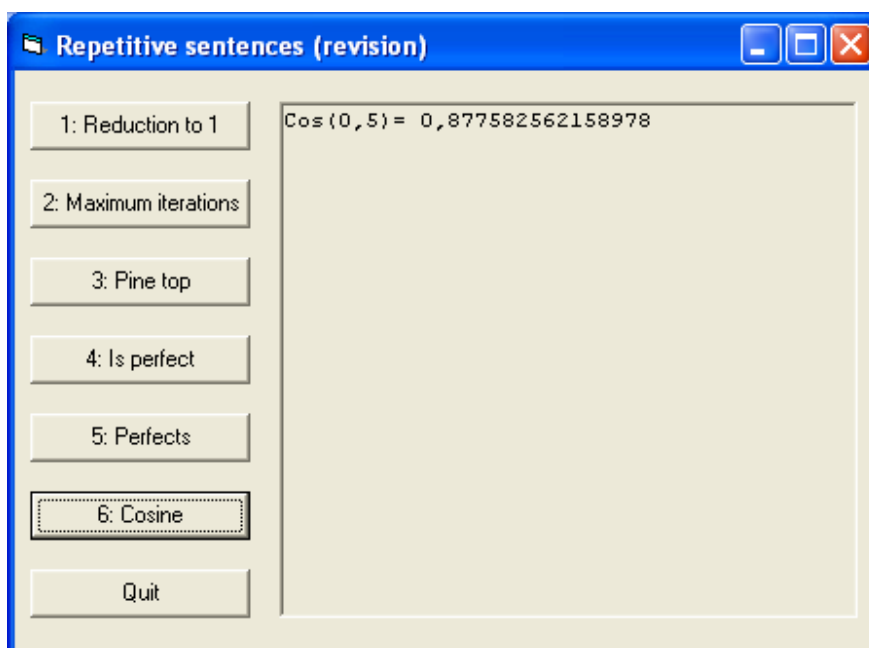 Repetitive sentences (revision)
1: Reduction to 1
Cos(0,5)= 0,877582562158978
2: Maximum iterations
3: Pine top
4: Is perfect
5: Perfects
6: Cosine
Quit